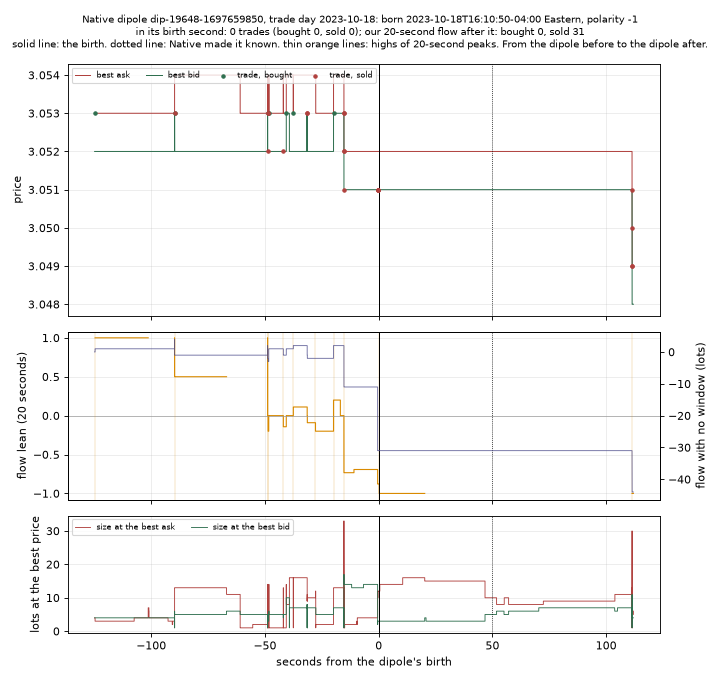 Native dipole dip-19648-1697659850, trade day 2023-10-18: born 2023-10-18T16:10:50-04:00 Eastern, polarity -1
in its birth second: 0 trades (bought 0, sold 0); our 20-second flow after it: bought 0, sold 31
solid line: the birth. dotted line: Native made it known. thin orange lines: highs of 20-second peaks. From the dipole before to the dipole after.
best ask best bid trade, bought trade, sold
3.054
3.053
3.052
3.051
3.050
3.049
3.048
price
1.0
0.5
0.0
−0.5
−1.0
flow lean (20 seconds)
0
−10
−20
−30
−40
flow with no window (lots)
size at the best ask size at the best bid
30
20
10
0
lots at the best price
−100 −50 0 50 100
seconds from the dipole's birth